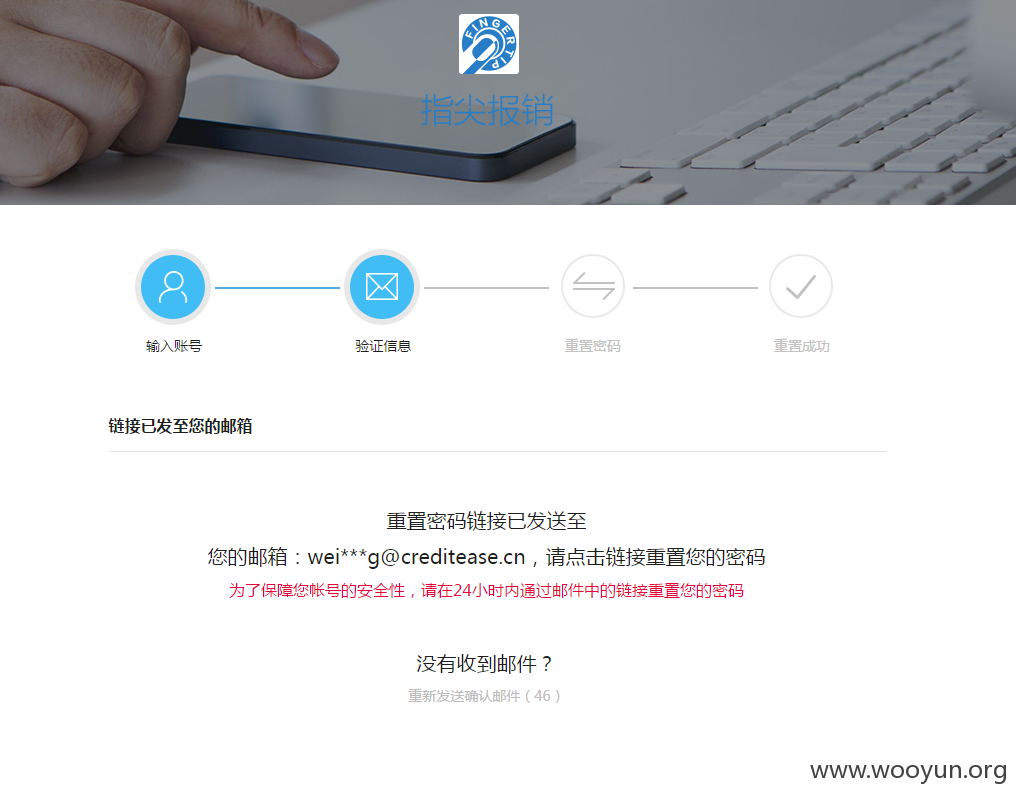 FINGER TIP
指尖报销
输入账号
验证信息
重置密码
重置成功
链接已发至您的邮箱
重置密码链接已发送至
您的邮箱：wei***g@creditease.cn，请点击链接重置您的密码
为了保障您帐号的安全性，请在24小时内通过邮件中的链接重置您的密码
没有收到邮件？
重新发送确认邮件（46）
www.wooyun.org